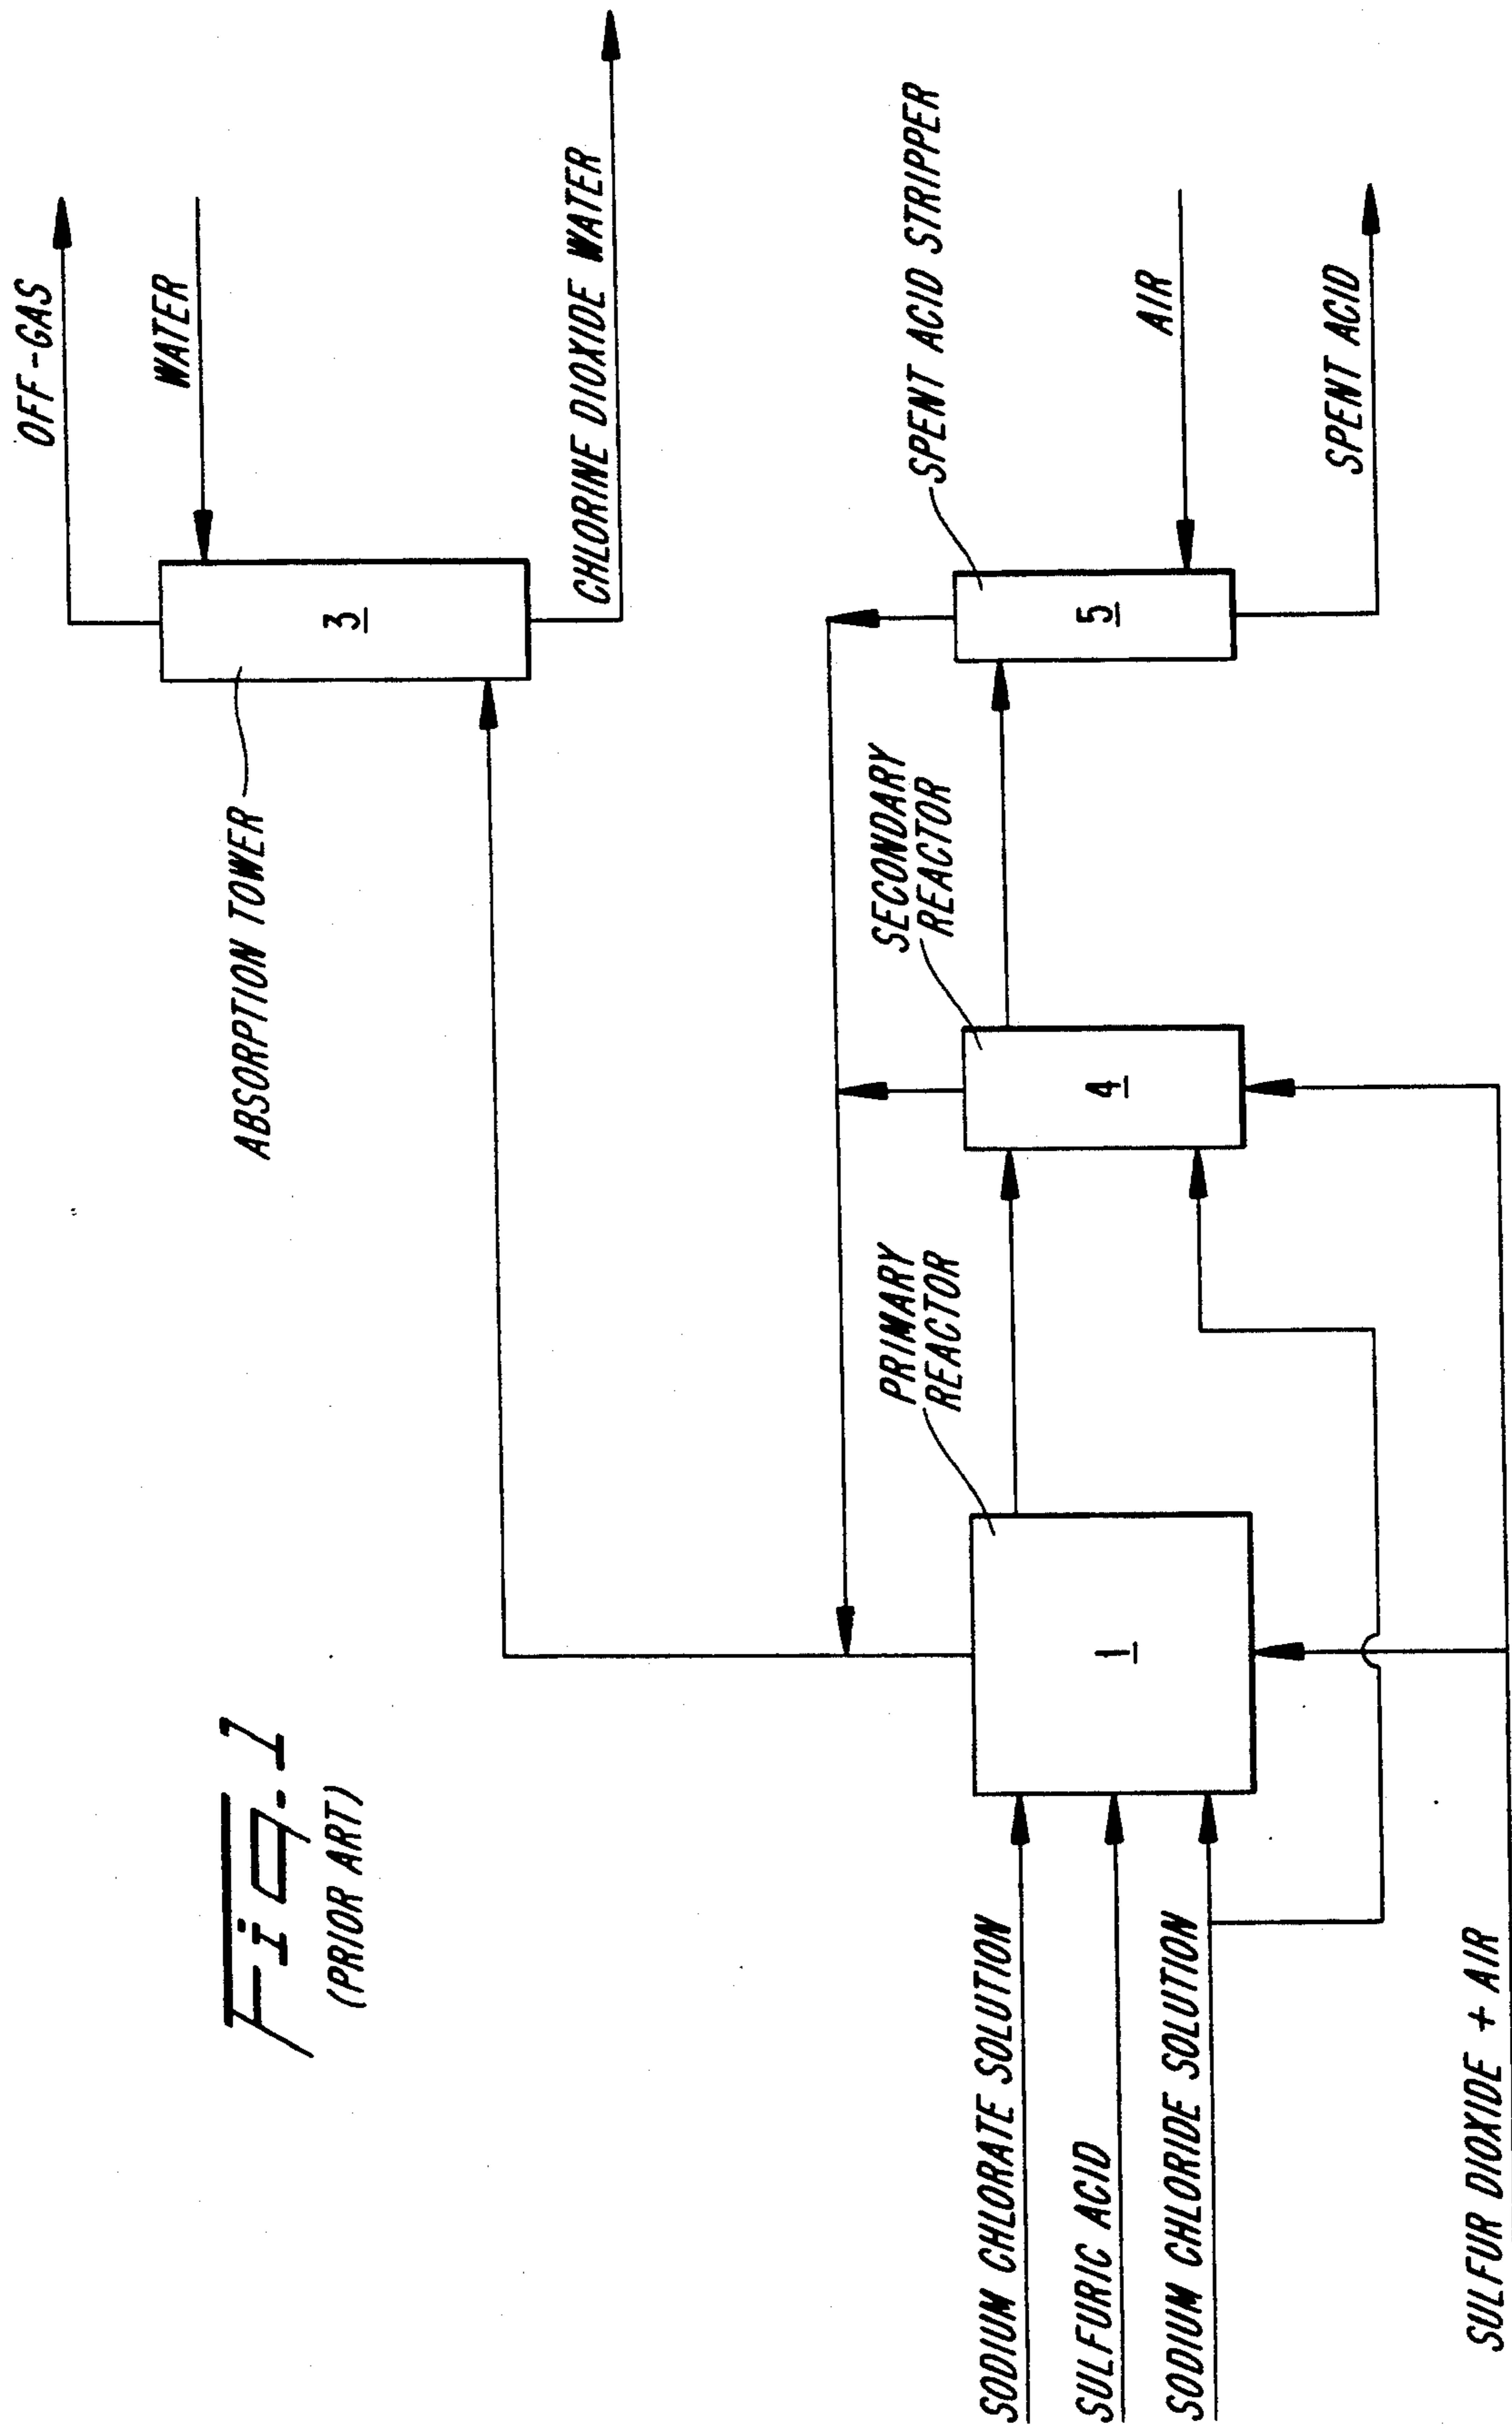 Fig. 1
(PRIOR ART)
OFF-GAS
WATER
3
ABSORPTION TOWER
CHLORINE DIOXIDE WATER
PRIMARY
REACTOR
SECONDARY
REACTOR
SPENT ACID STRIPPER
SODIUM CHLORATE SOLUTION
SULFURIC ACID
SODIUM CHLORIDE SOLUTION
1
4
5
AIR
SPENT ACID
SULFUR DIOXIDE + AIR